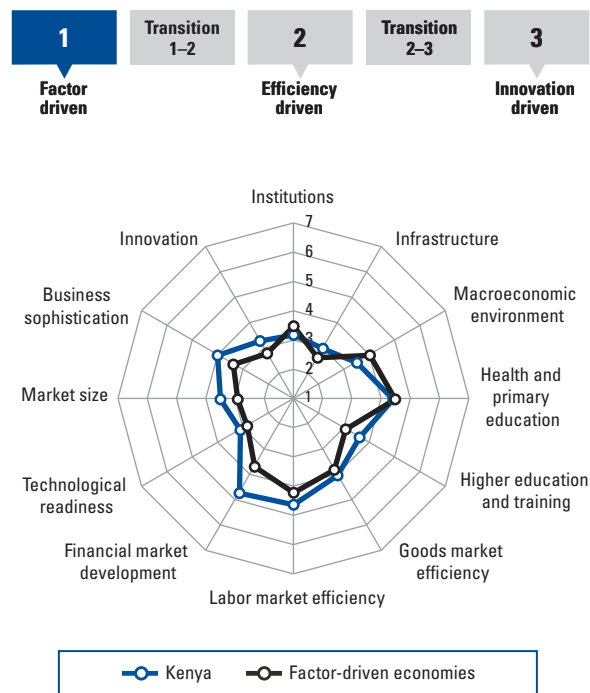 1
Transition
1–2
2
Transition
2–3
3
Factor
driven
Efficiency
driven
Innovation
driven
Institutions
7
6
5
4
3
2
1
Infrastructure
Macroeconomic
environment
Health and
primary
education
Higher education
and training
Goods market
efficiency
Labor market efficiency
Financial market
development
Technological
readiness
Market size
Business
sophistication
Innovation
Kenya
Factor-driven economies